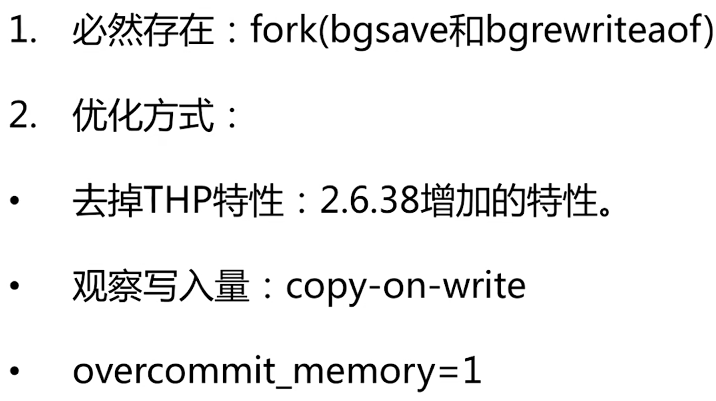 1. 必然存在：fork(bgsave和bgrewriteaof)
2. 优化方式：
• 去掉THP特性：2.6.38增加的特性。
• 观察写入量：copy-on-write
• overcommit_memory=1